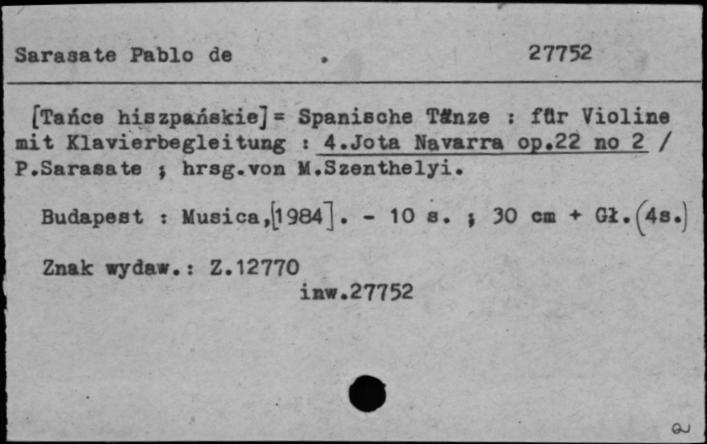 Sarasate Pablo de . 27752
[Tańce hiszpańskie] = Spanische Tänze : für Violine
mit Klavierbegleitung : 4.Jota Navarra op.22 no 2 /
P.Sarasate ; hrsg.von M.Szenthelyi.
Budapest : Musica,[1984]. - 10 s. ; 30 cm + Gł.(4s.)
Znak wydaw.: Z.12770
inw.27752